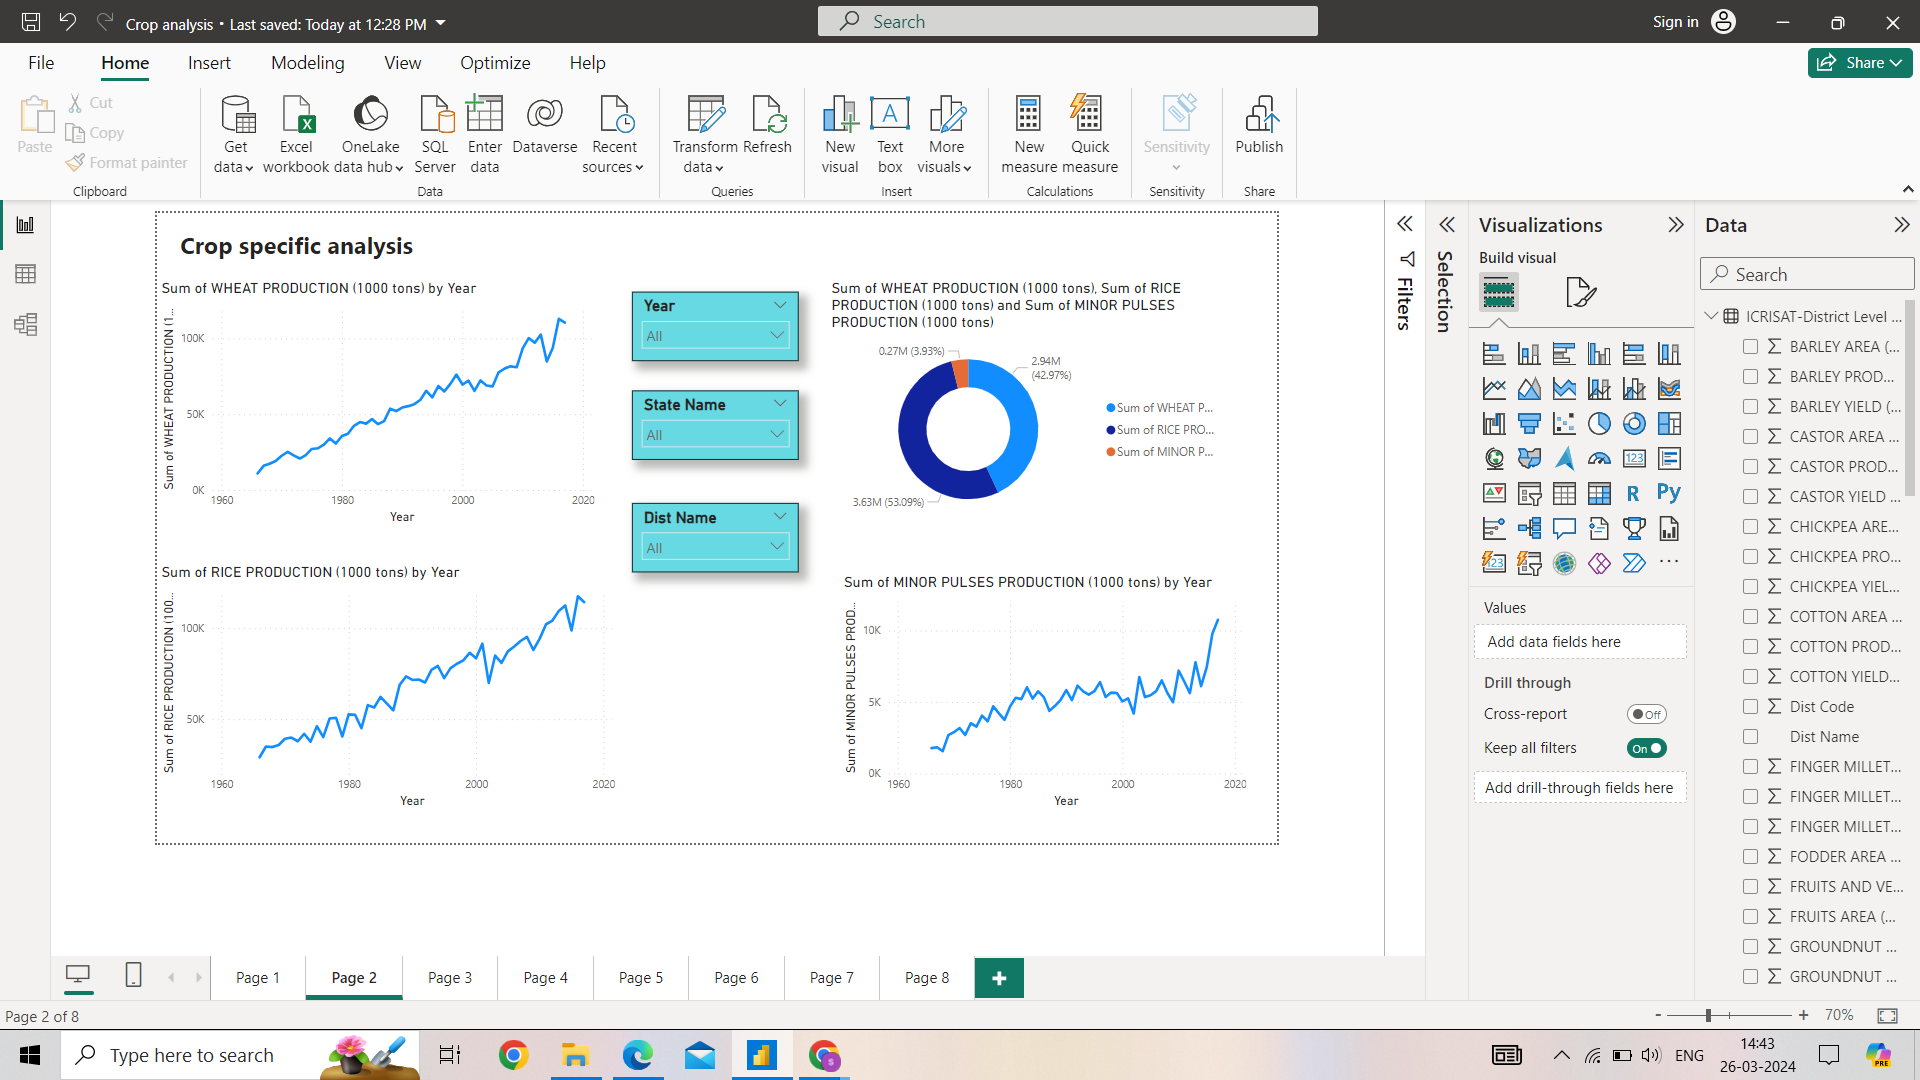 Crop analysis • Last saved: Today at 12:28 PM
Search
Sign in
File
Home
Insert
Modeling
View
Optimize
Help
Share
Paste
Cut
Copy
Format painter
Clipboard
Get data
Excel workbook
OneLake data hub
SQL Server
Enter data
Dataverse
Recent sources
Data
Transform data
Refresh
Queries
New visual
Text box
More visuals
Insert
New measure
Quick measure
Calculations
Sensitivity
Sensitivity
Publish
Share
Crop specific analysis
Sum of WHEAT PRODUCTION (1000 tons) by Year
Sum of WHEAT PRODUCTION (1...
100K
50K
0K
1960
1980
2000
2020
Year
Year
All
State Name
All
Dist Name
All
Sum of WHEAT PRODUCTION (1000 tons), Sum of RICE
PRODUCTION (1000 tons) and Sum of MINOR PULSES
PRODUCTION (1000 tons)
0.27M (3.93%)
2.94M
(42.97%)
3.63M (53.09%)
Sum of WHEAT P...
Sum of RICE PRO...
Sum of MINOR P...
Sum of RICE PRODUCTION (1000 tons) by Year
Sum of RICE PRODUCTION (100...
100K
50K
1960
1980
2000
2020
Year
Sum of MINOR PULSES PRODUCTION (1000 tons) by Year
Sum of MINOR PULSES PROD...
10K
5K
0K
1960
1980
2000
2020
Year
Filters
Selection
Visualizations
Build visual
123
R
Py
123
Values
Add data fields here
Drill through
Cross-report
Off
Keep all filters
On
Add drill-through fields here
Data
Search
ICRISAT-District Level ...
BARLEY AREA (...
BARLEY PROD...
BARLEY YIELD (...
CASTOR AREA ...
CASTOR PROD...
CASTOR YIELD ...
CHICKPEA ARE...
CHICKPEA PRO...
CHICKPEA YIEL...
COTTON AREA ...
COTTON PROD...
COTTON YIELD...
Dist Code
Dist Name
FINGER MILLET...
FINGER MILLET...
FINGER MILLET...
FODDER AREA ...
FRUITS AND VE...
FRUITS AREA (...
GROUNDNUT ...
GROUNDNUT ...
Page 1
Page 2
Page 3
Page 4
Page 5
Page 6
Page 7
Page 8
+
Page 2 of 8
- + 70%
Type here to search
S
ENG
14:43
26-03-2024
PRE